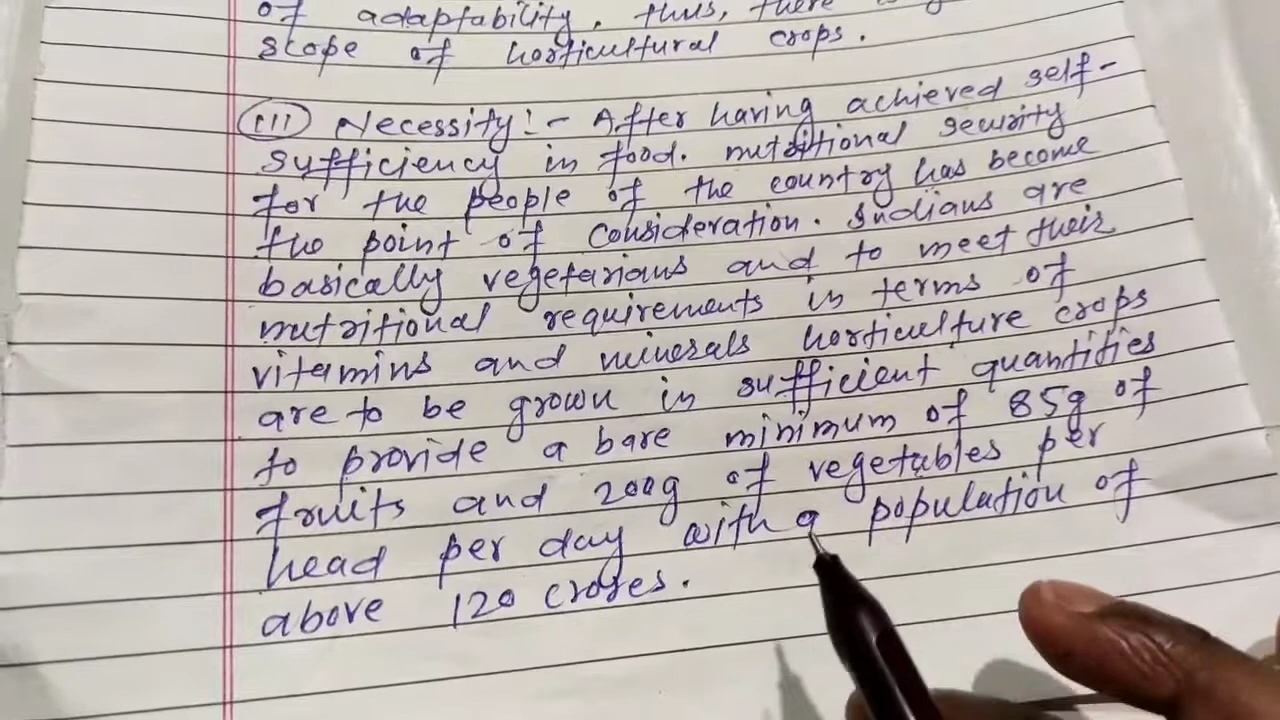 of adaptability. thus, there
scope of horticultural crops.
(iii) Necessity:- After having achieved self-
sufficiency in food. nutritional security
for the people of the country has become
the point of consideration. Indians are
basically vegetarians and to meet their
nutritional requirements in terms of
vitamins and minerals horticulture crops
are to be grown in sufficient quantities
to provide a bare minimum of 85g of
fruits and 200g of vegetables per
head per day with a population of
above 120 crores.